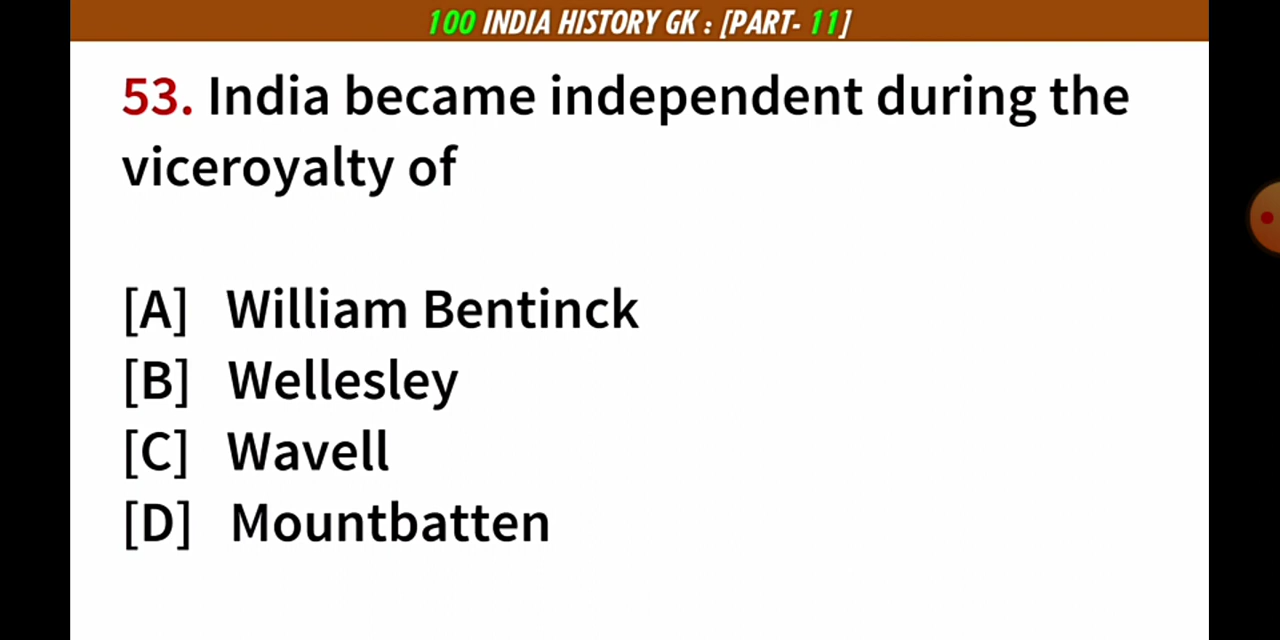 100 INDIA HISTORY GK : [PART- 11]
53. India became independent during the
viceroyalty of
[A] William Bentinck
[B] Wellesley
[C] Wavell
[D] Mountbatten